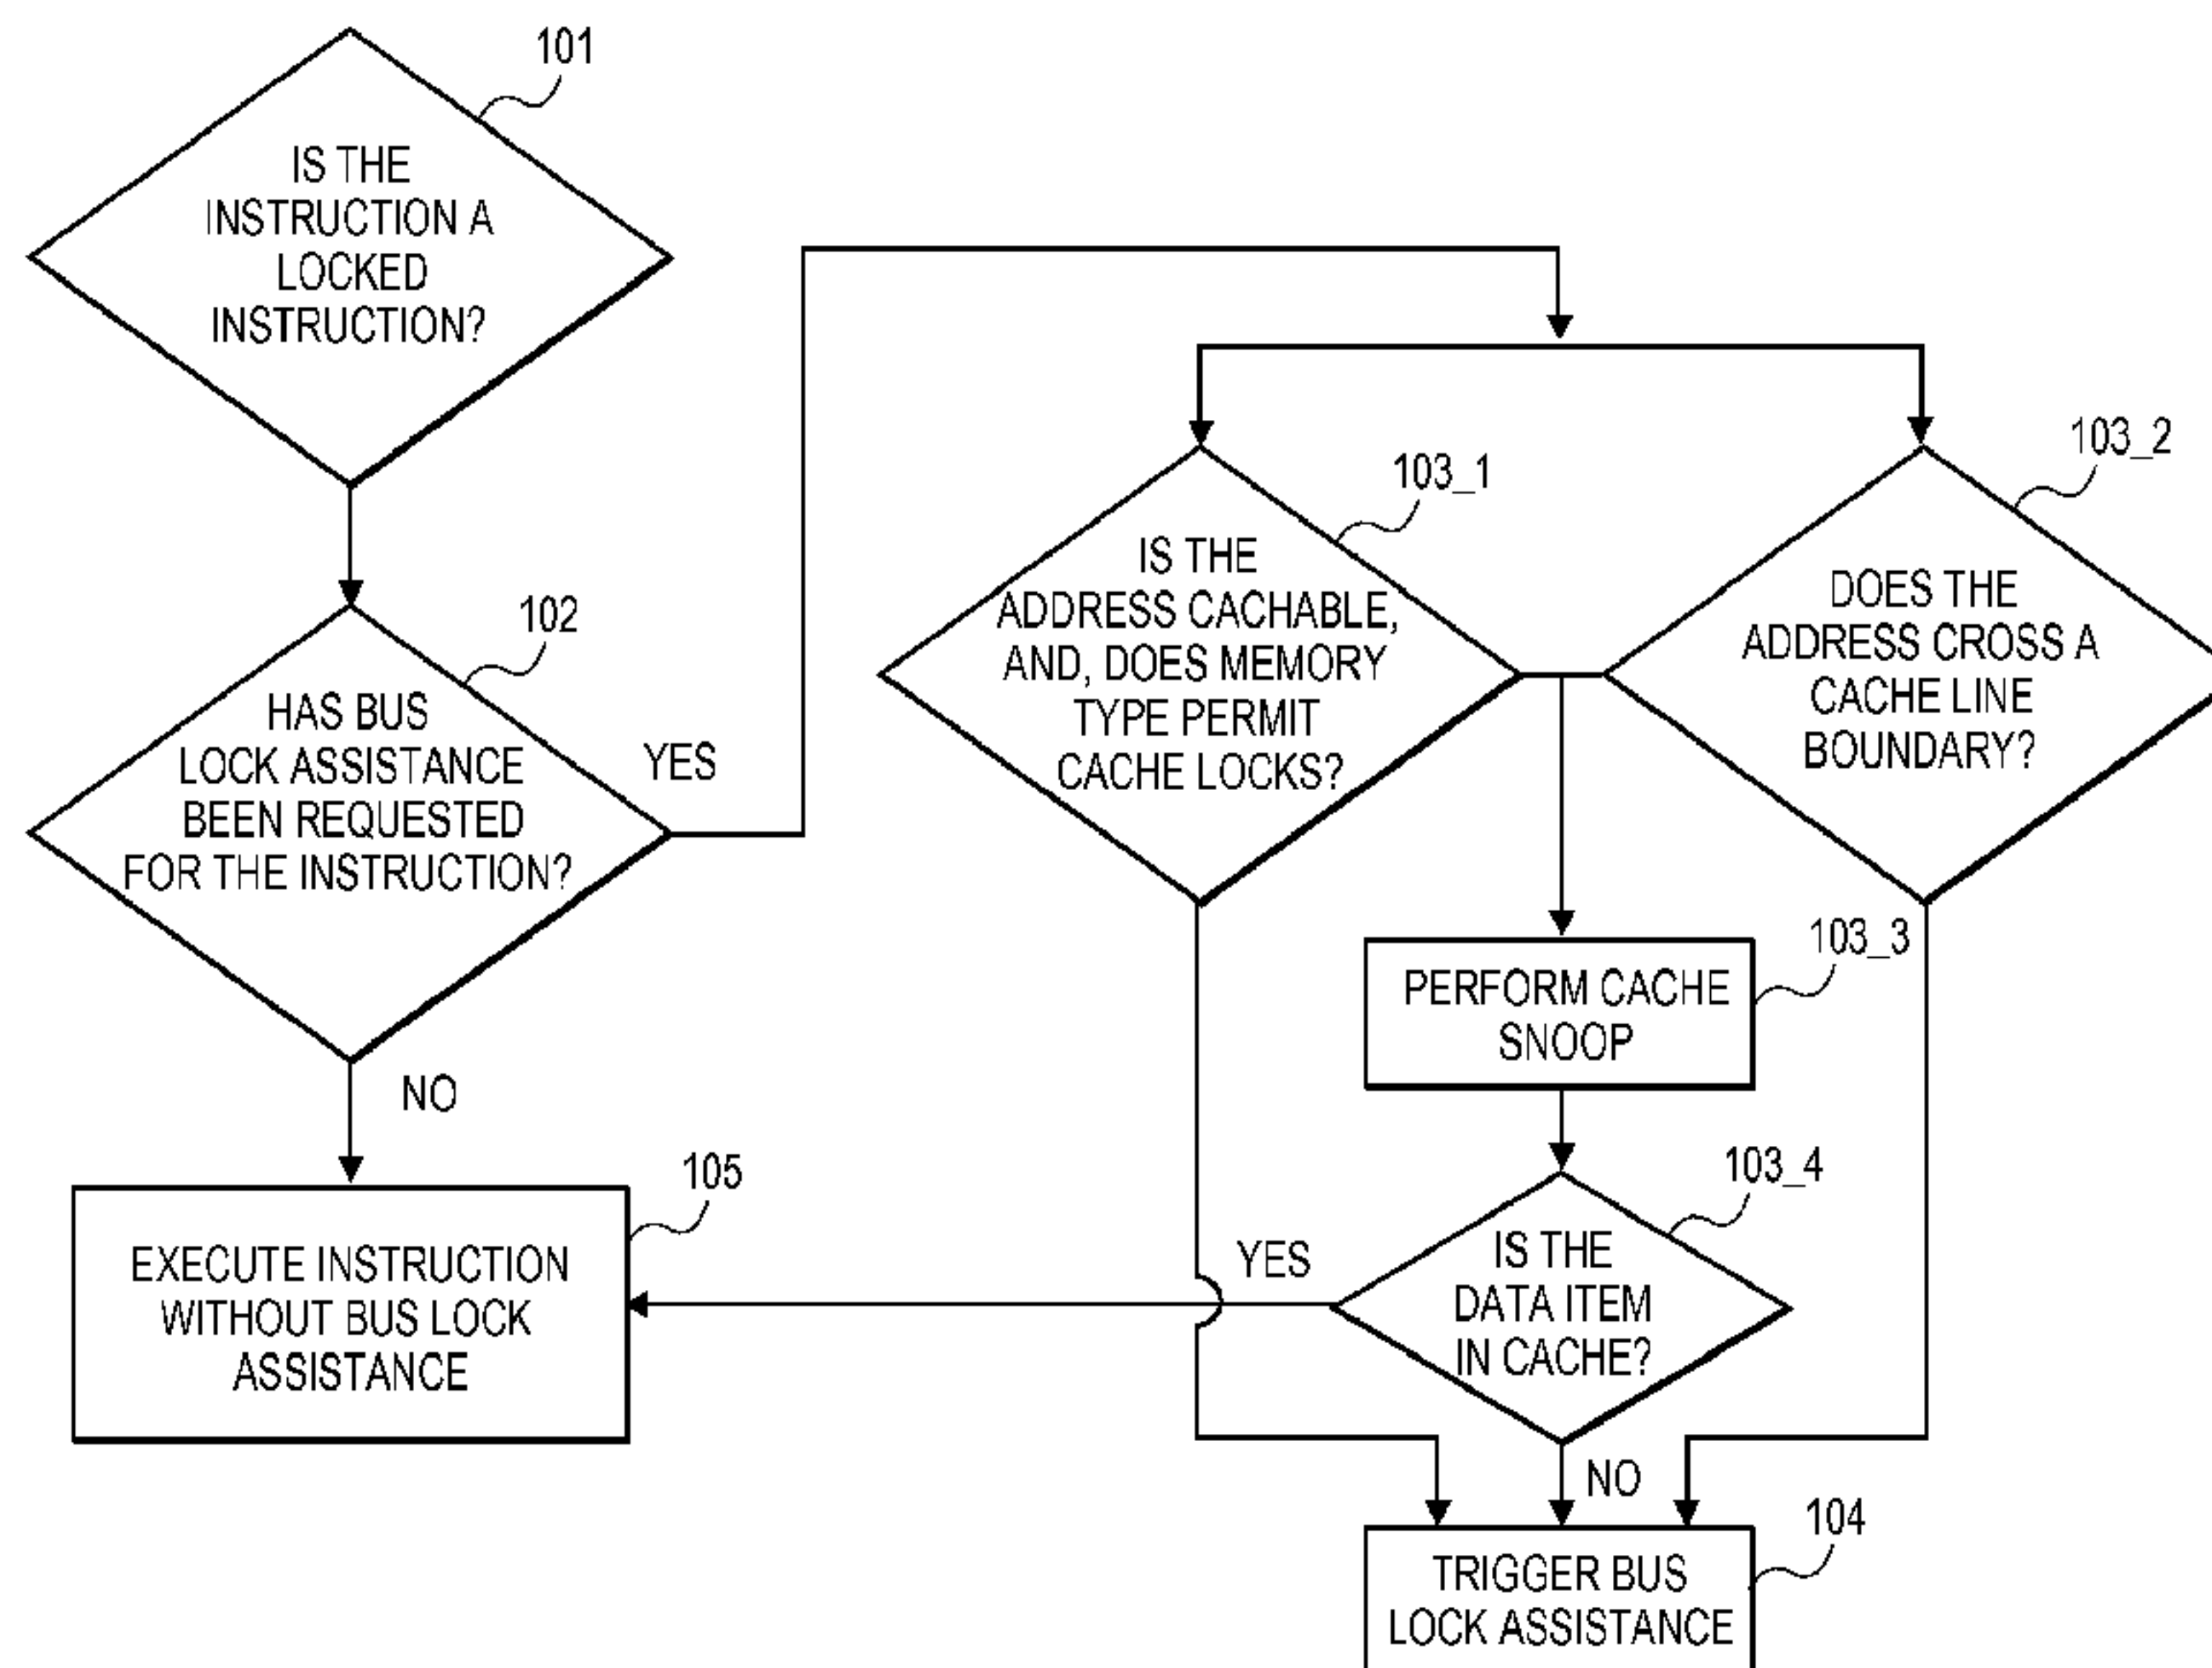 101
IS THE
INSTRUCTION A
LOCKED
INSTRUCTION?
102
HAS BUS
LOCK ASSISTANCE
BEEN REQUESTED
FOR THE INSTRUCTION?
YES
NO
105
EXECUTE INSTRUCTION
WITHOUT BUS LOCK
ASSISTANCE
103_1
IS THE
ADDRESS CACHABLE,
AND, DOES MEMORY
TYPE PERMIT
CACHE LOCKS?
103_2
DOES THE
ADDRESS CROSS A
CACHE LINE
BOUNDARY?
103_3
PERFORM CACHE
SNOOP
103_4
IS THE
DATA ITEM
IN CACHE?
YES
NO
104
TRIGGER BUS
LOCK ASSISTANCE